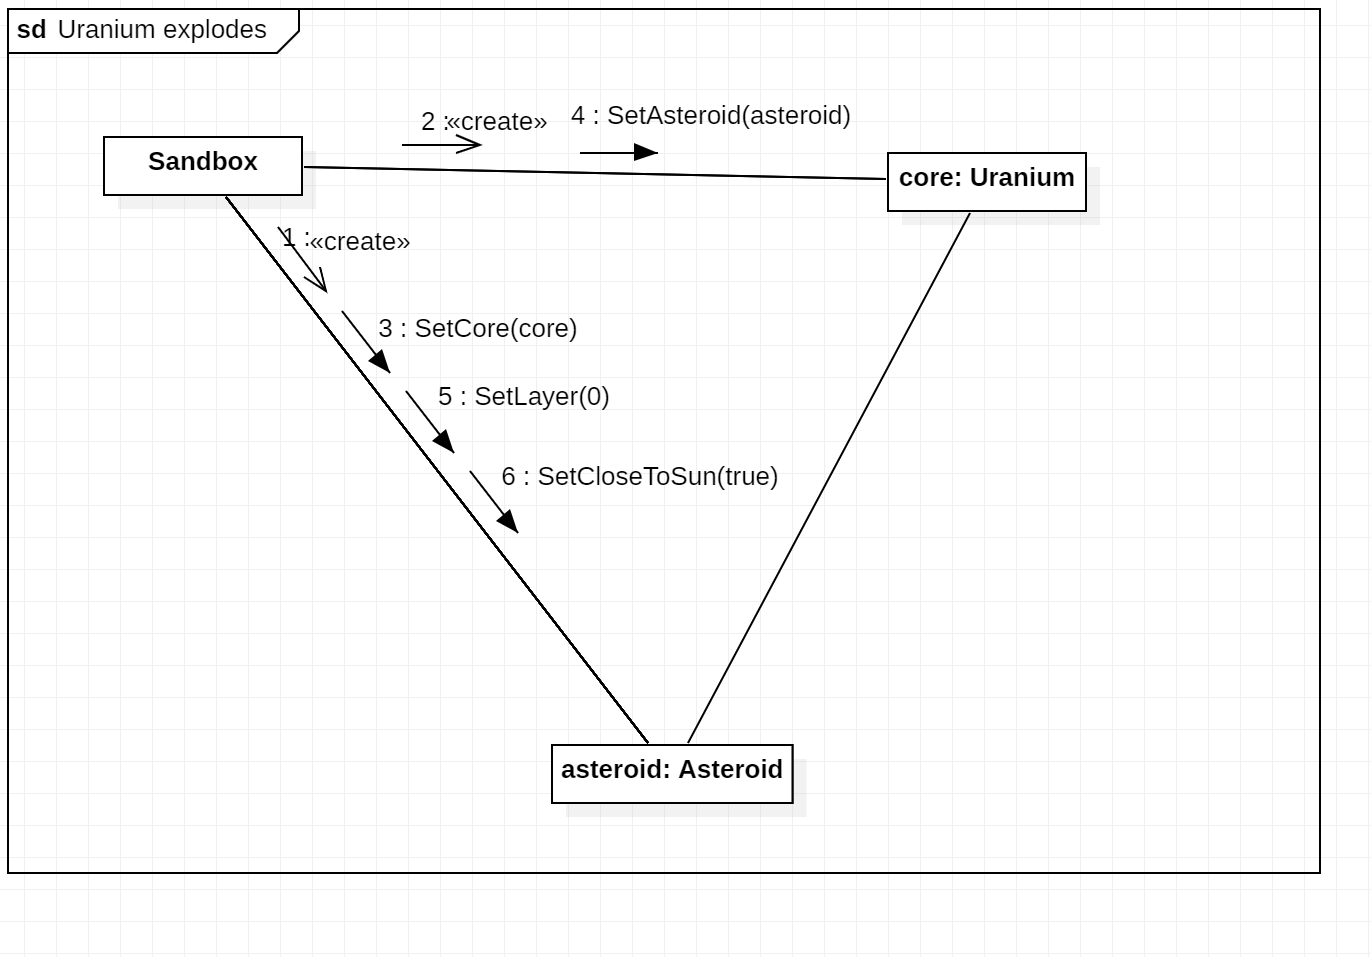 sd Uranium explodes
2 : «create»
4 : SetAsteroid(asteroid)
Sandbox
core: Uranium
1 : «create»
3 : SetCore(core)
5 : SetLayer(0)
6 : SetCloseToSun(true)
asteroid: Asteroid